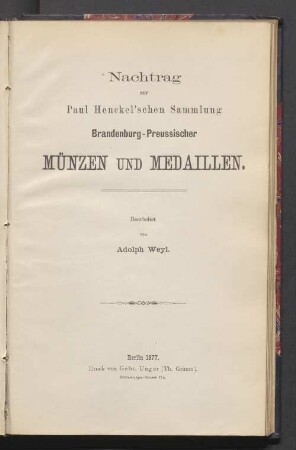 Nachtrag
zur
Paul Henckel'schen Sammlung
Brandenburg-Preussischer
MÜNZEN UND MEDAILLEN.
Bearbeitet
von
Adolph Weyl.
Berlin 1877.
Druck von Gebr. Unger (Th. Grimm),